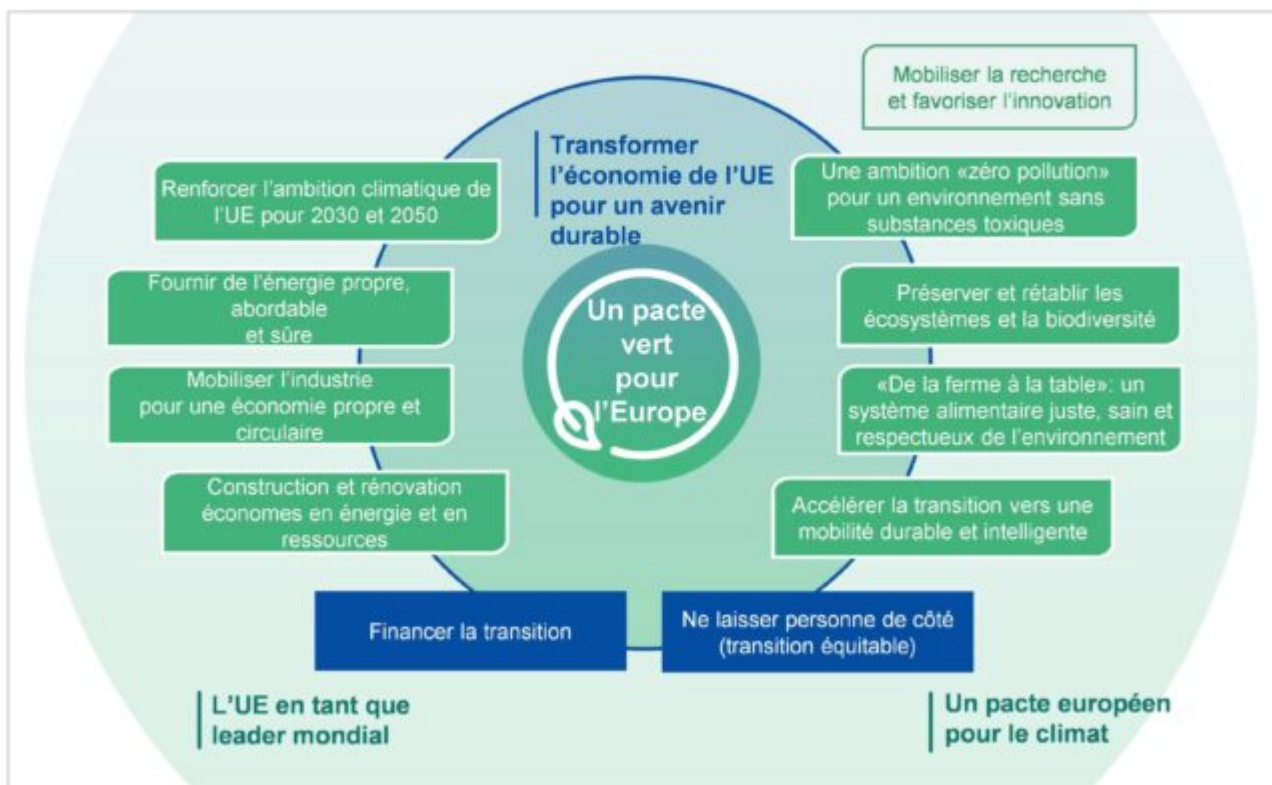 Mobiliser la recherche
et favoriser l’innovation
Transformer
l’économie de l’UE
pour un avenir
durable
Renforcer l’ambition climatique de
l’UE pour 2030 et 2050
Une ambition «zéro pollution»
pour un environnement sans
substances toxiques
Fournir de l’énergie propre,
abordable
et sûre
Préserver et rétablir les
écosystèmes et la biodiversité
Un pacte
vert
pour
l’Europe
Mobiliser l’industrie
pour une économie propre et
circulaire
«De la ferme à la table»: un
système alimentaire juste, sain et
respectueux de l’environnement
Construction et rénovation
économes en énergie et en
ressources
Accélérer la transition vers une
mobilité durable et intelligente
Financer la transition
Ne laisser personne de côté
(transition équitable)
L’UE en tant que
leader mondial
Un pacte européen
pour le climat